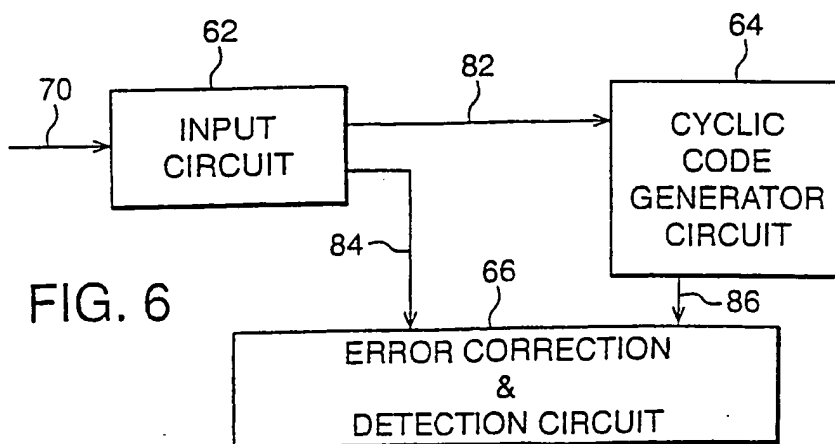 62
64
70
82
INPUT
CIRCUIT
CYCLIC
CODE
GENERATOR
CIRCUIT
84
66
86
FIG. 6
ERROR CORRECTION
&
DETECTION CIRCUIT